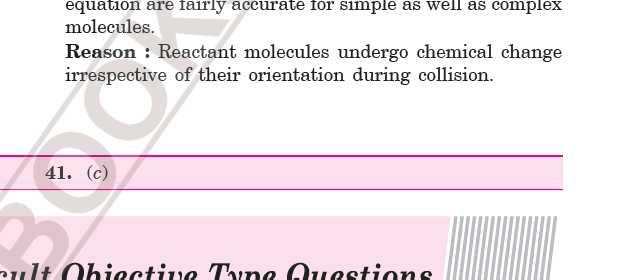 equation are fairly accurate for simple as well as complex
molecules.
Reason : Reactant molecules undergo chemical change
irrespective of their orientation during collision.
41. (c)
BOOK
cult Objective Type Questions